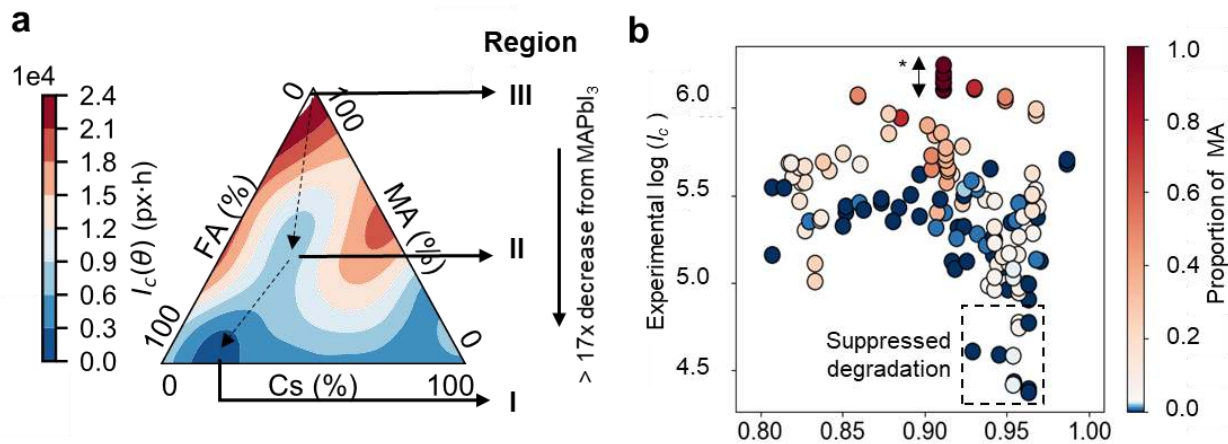 a
Region
1e4
2.4
2.1
1.8
1.5
1.2
0.9
0.6
0.3
0.0
I_c(θ) (px·h)
0
100
III
FA (%)
MA (%)
II
100
0
0
Cs (%)
100
I
> 17x decrease from MAPbI₃
b
Experimental log (I_c)
6.0
5.5
5.0
4.5
*
Suppressed
degradation
0.80
0.85
0.90
0.95
1.00
1.0
0.8
0.6
0.4
0.2
0.0
Proportion of MA